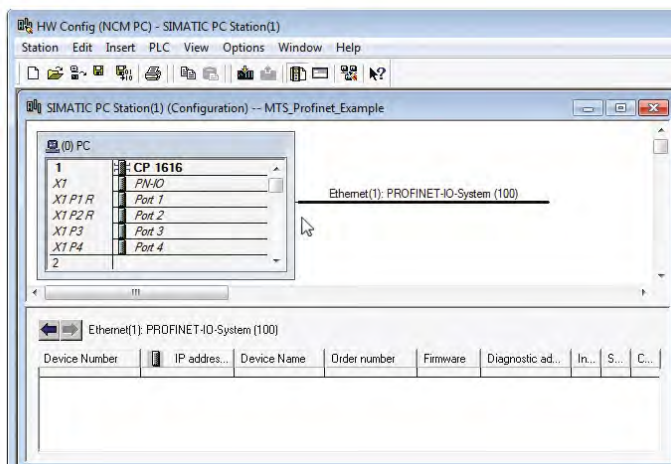 HW Config (NCM PC) - SIMATIC PC Station(1)
Station Edit Insert PLC View Options Window Help
SIMATIC PC Station(1) (Configuration) -- MTS_Profinet_Example
(0) PC
1 CP 1616
X1 PN-IO
X1 P1 R Port 1
X1 P2 R Port 2
X1 P3 Port 3
X1 P4 Port 4
2
Ethernet(1): PROFINET-IO-System (100)
Ethernet(1): PROFINET-IO-System (100)
Device Number IP addres... Device Name Order number Firmware Diagnostic ad... In... S... C...